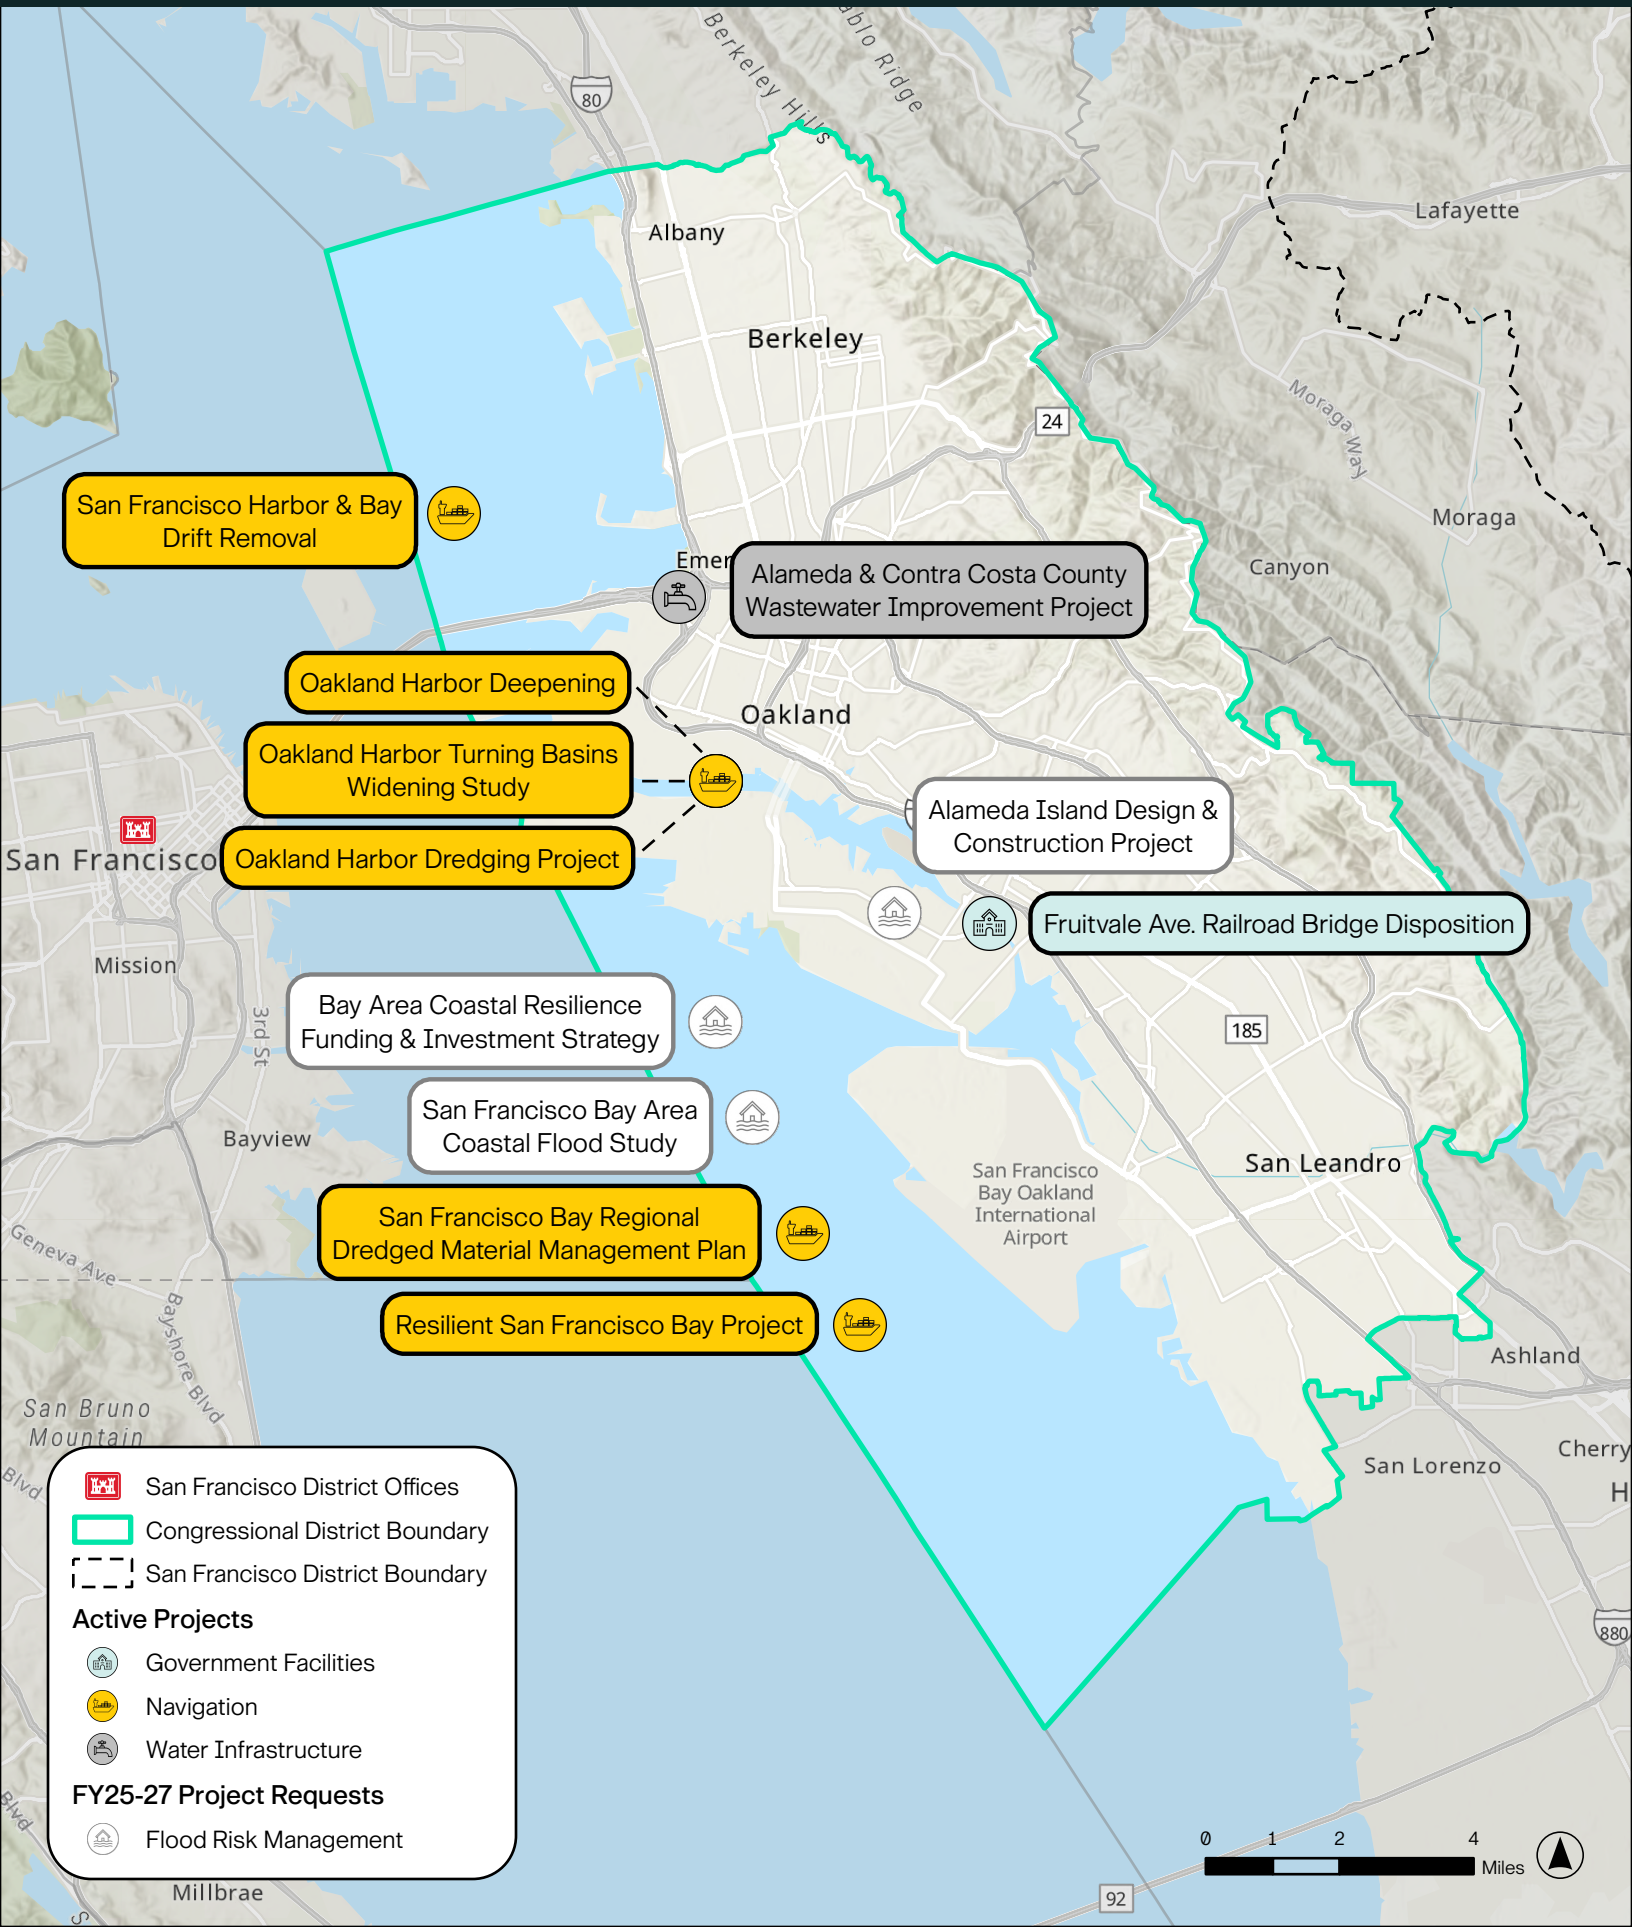 Berkeley Hills
ablo Ridge
80
Lafayette
Albany
Berkeley
24
Moraga Way
San Francisco Harbor & Bay
Drift Removal
Moraga
Emer
Alameda & Contra Costa County
Wastewater Improvement Project
Canyon
Oakland Harbor Deepening
Oakland
Oakland Harbor Turning Basins
Widening Study
Alameda Island Design &
Construction Project
San Francisco
Oakland Harbor Dredging Project
Fruitvale Ave. Railroad Bridge Disposition
Mission
3rd St
Bay Area Coastal Resilience
Funding & Investment Strategy
185
San Francisco Bay Area
Coastal Flood Study
Bayview
San Leandro
San Francisco
Bay Oakland
International
Airport
San Francisco Bay Regional
Dredged Material Management Plan
Geneva Ave
Resilient San Francisco Bay Project
Bayshore Blvd
Ashland
San Bruno
Mountain
Blvd
San Lorenzo
Cherry
H
San Francisco District Offices
Congressional District Boundary
San Francisco District Boundary
Active Projects
Government Facilities
Navigation
Water Infrastructure
FY25-27 Project Requests
Flood Risk Management
880
Blvd
0 1 2 4
Miles
Millbrae
92
S